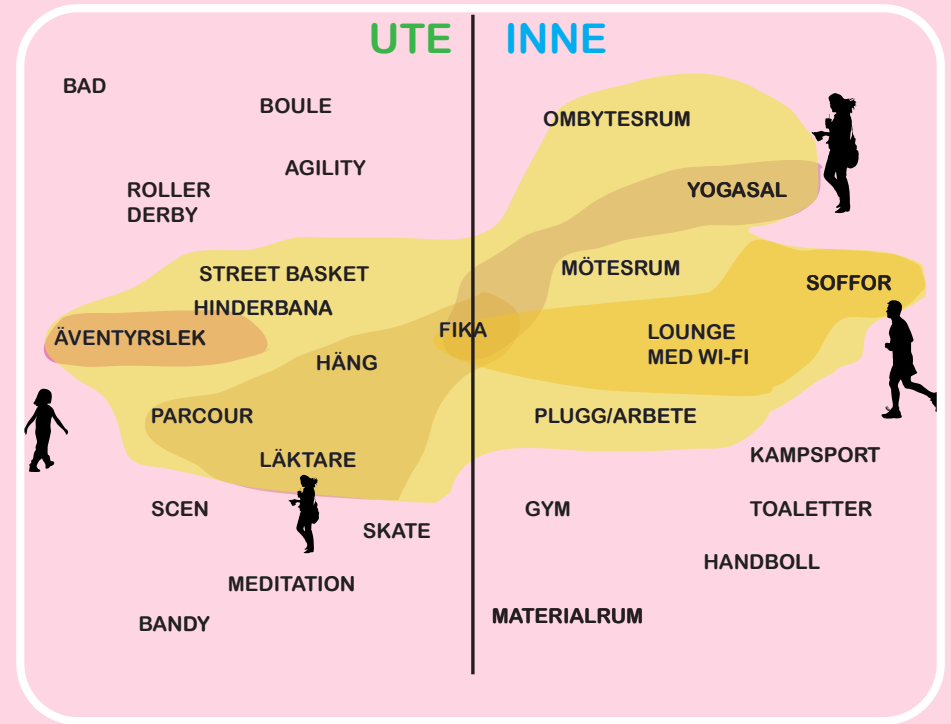 UTE
INNE
BAD
BOULE
AGILITY
ROLLER
DERBY
STREET BASKET
HINDERBANA
ÄVENTYRSLEK
HÄNG
PARCOUR
LÄKTARE
SCEN
SKATE
MEDITATION
BANDY
FIKA
OMBYTESRUM
YOGASAL
MÖTESRUM
SOFFOR
LOUNGE
MED WI-FI
PLUGG/ARBETE
KAMPSPORT
GYM
TOALETTER
HANDBOLL
MATERIALRUM